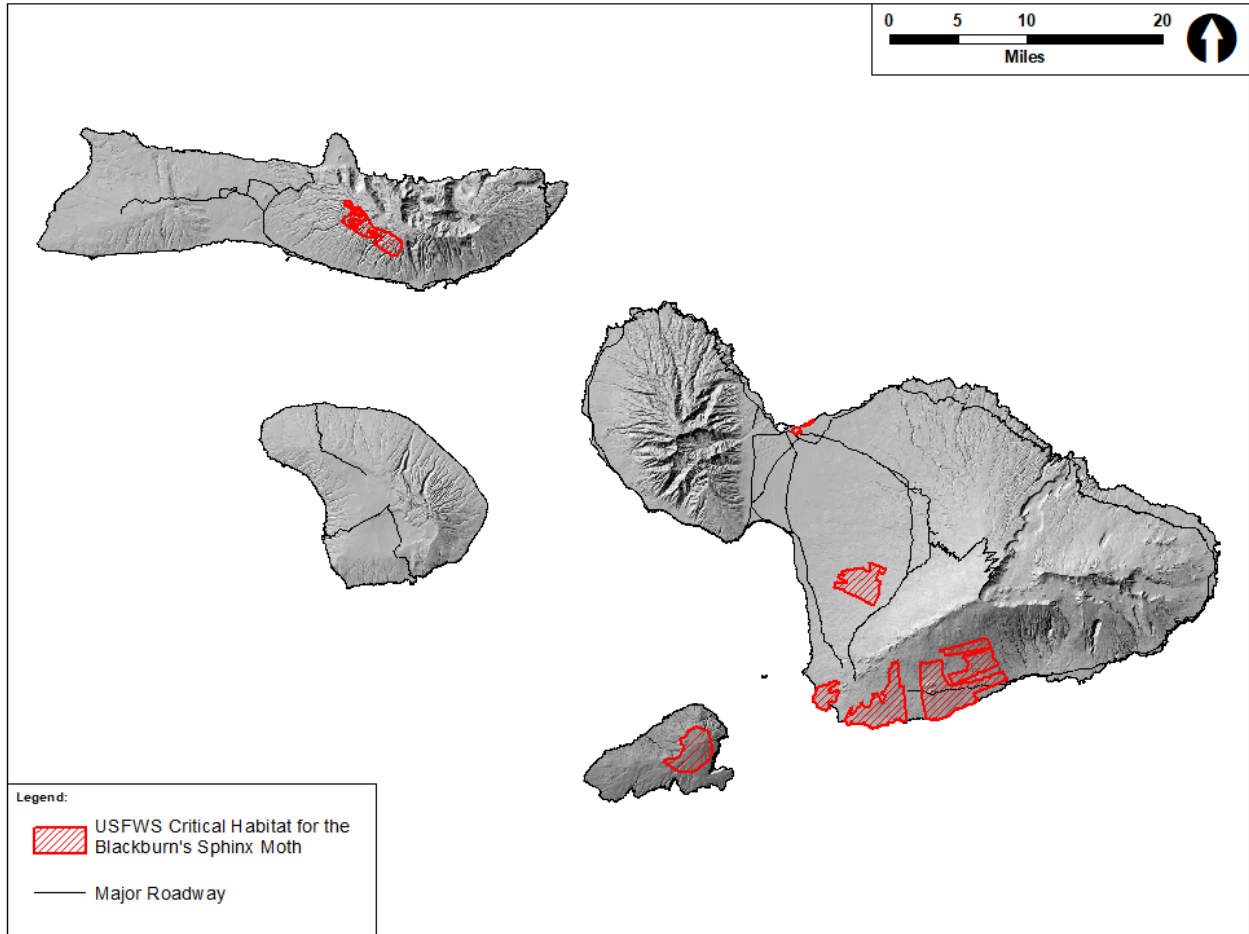 0 5 10 20
Miles
Legend:
USFWS Critical Habitat for the
Blackburn's Sphinx Moth
Major Roadway